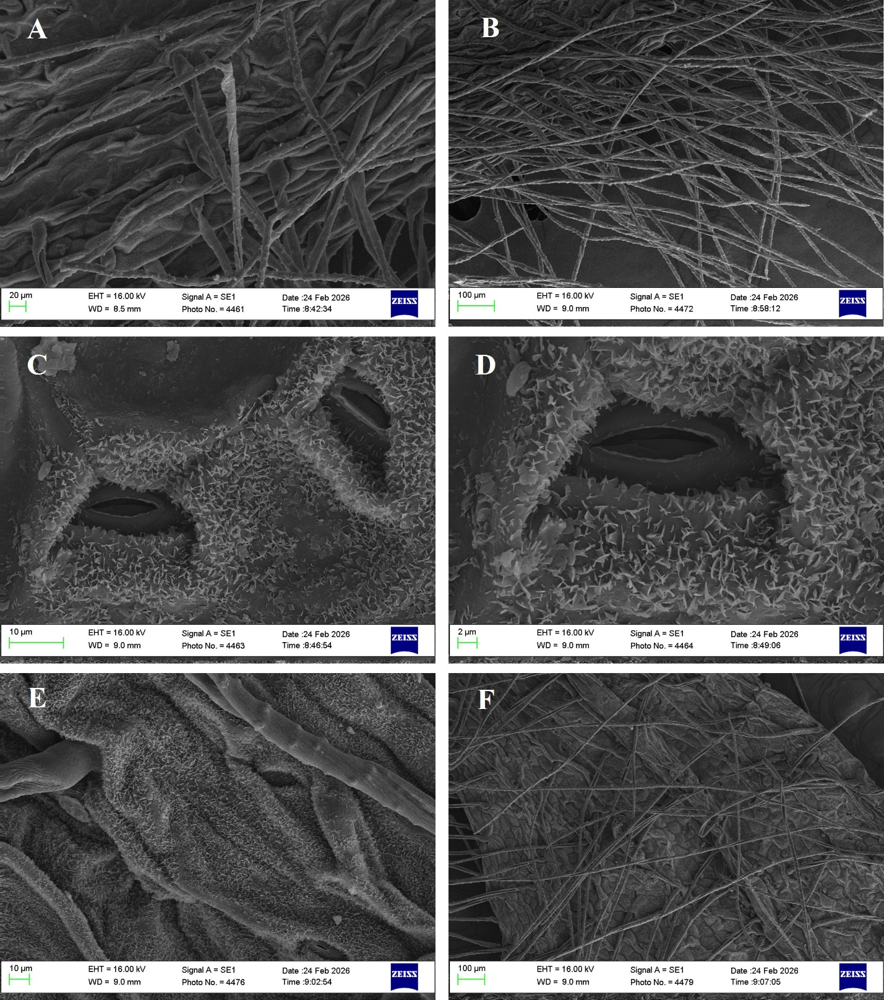 A
20 µm
EHT = 16.00 kV
Signal A = SE1
Date :24 Feb 2026
WD = 8.5 mm
Photo No. = 4461
Time :8:42:34
ZEISS
B
100 µm
EHT = 16.00 kV
Signal A = SE1
Date :24 Feb 2026
WD = 9.0 mm
Photo No. = 4472
Time :8:58:12
ZEISS
C
10 µm
EHT = 16.00 kV
Signal A = SE1
Date :24 Feb 2026
WD = 9.0 mm
Photo No. = 4463
Time :8:46:54
ZEISS
D
2 µm
EHT = 16.00 kV
Signal A = SE1
Date :24 Feb 2026
WD = 9.0 mm
Photo No. = 4464
Time :8:49:06
ZEISS
E
10 µm
EHT = 16.00 kV
Signal A = SE1
Date :24 Feb 2026
WD = 9.0 mm
Photo No. = 4476
Time :9:02:54
ZEISS
F
100 µm
EHT = 16.00 kV
Signal A = SE1
Date :24 Feb 2026
WD = 9.0 mm
Photo No. = 4479
Time :9:07:05
ZEISS